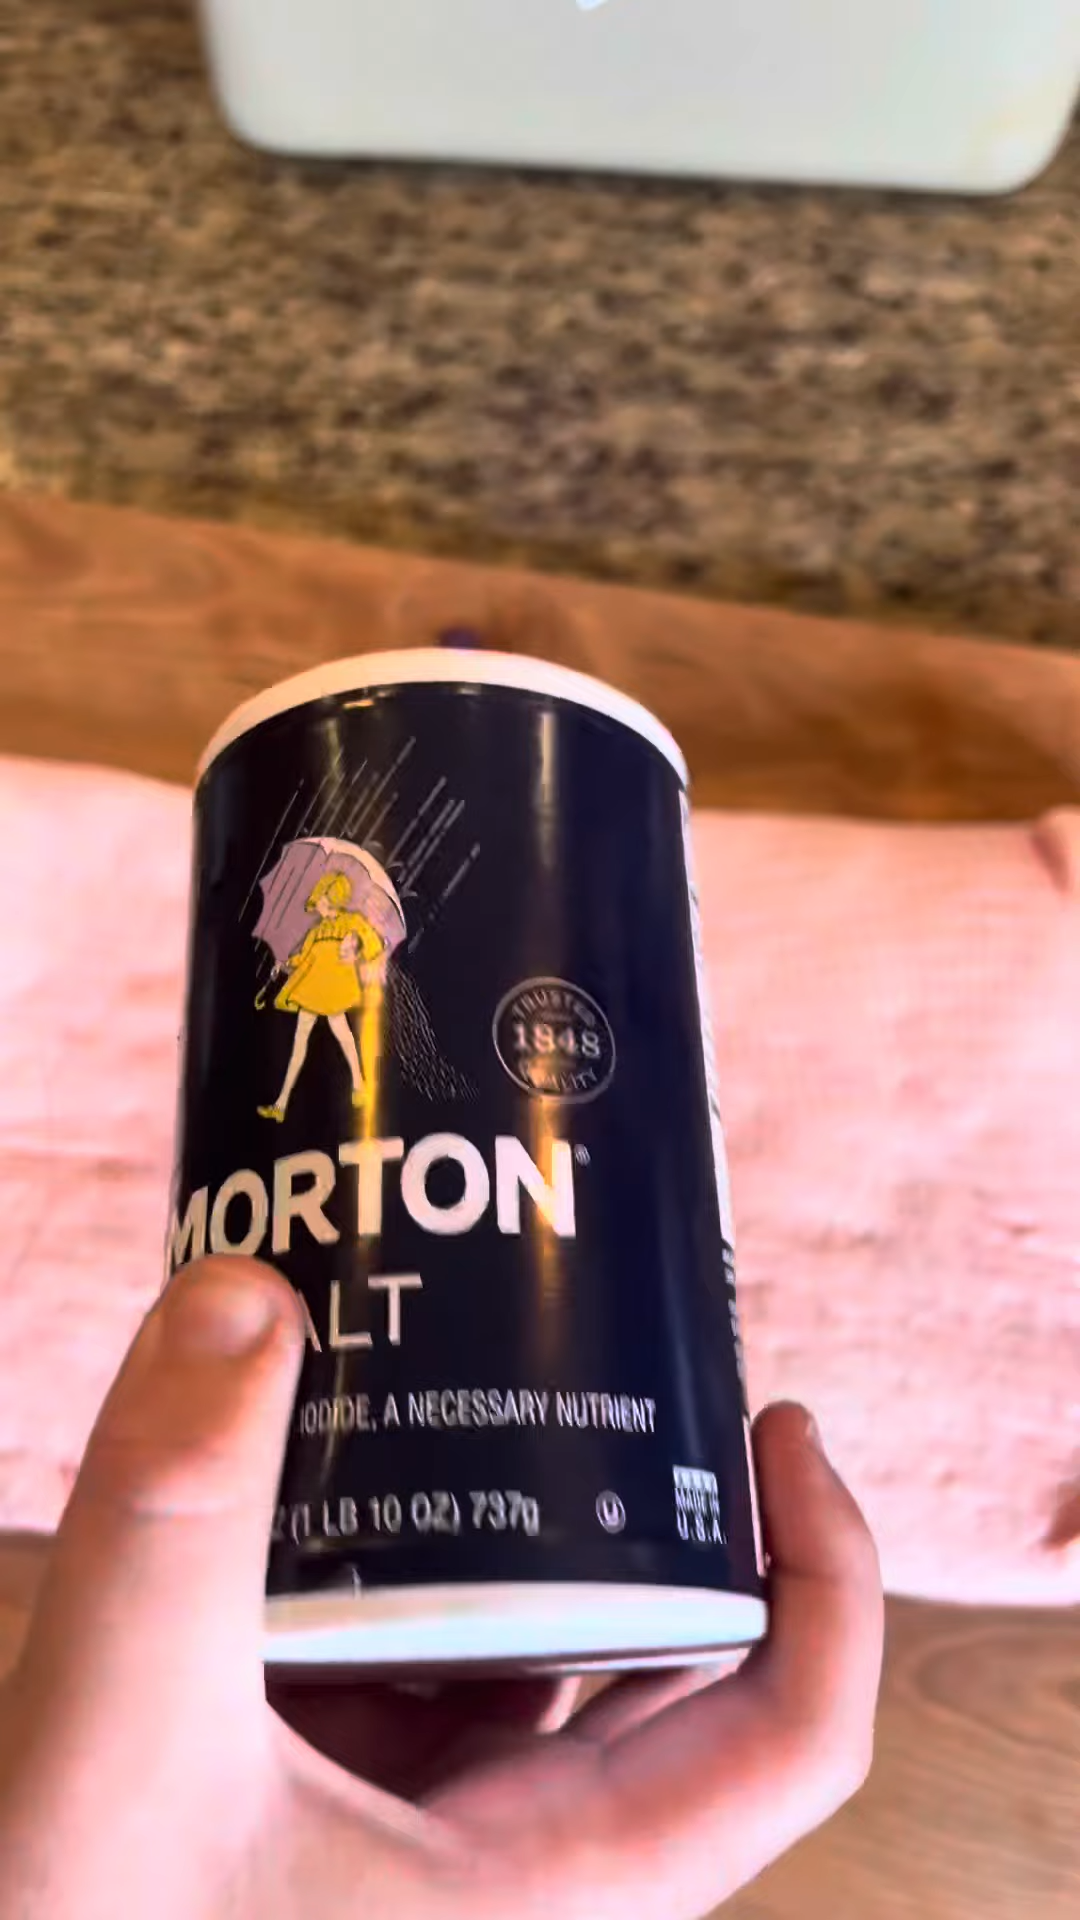 TRUSTED
1848
QUALITY
MORTON®
ALT
IODIDE, A NECESSARY NUTRIENT
(1 LB 10 OZ) 737g
U
MADE IN
U.S.A.